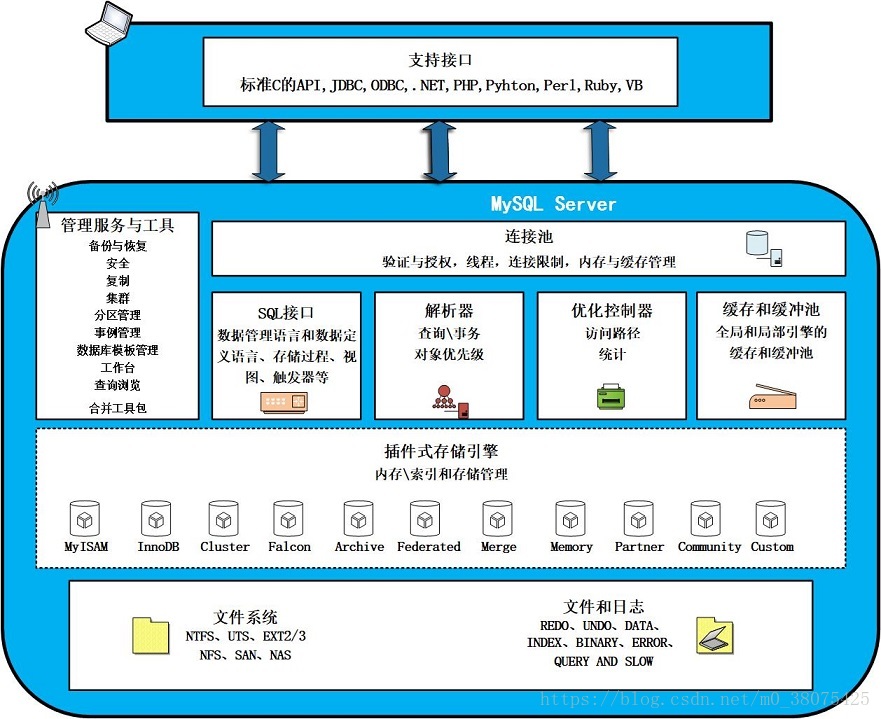 支持接口
标准C的API,JDBC,ODBC,.NET,PHP,Pyhton,Perl,Ruby,VB
MySQL Server
管理服务与工具
备份与恢复
安全
复制
集群
分区管理
事例管理
数据库模板管理
工作台
查询浏览
合并工具包
连接池
验证与授权，线程，连接限制，内存与缓存管理
SQL接口
数据管理语言和数据定
义语言、存储过程、视
图、触发器等
解析器
查询\事务
对象优先级
优化控制器
访问路径
统计
缓存和缓冲池
全局和局部引擎的
缓存和缓冲池
插件式存储引擎
内存\索引和存储管理
MyISAM InnoDB Cluster Falcon Archive Federated Merge Memory Partner Community Custom
文件系统
NTFS、UTS、EXT2/3
NFS、SAN、NAS
文件和日志
REDO、UNDO、DATA、
INDEX、BINARY、ERROR、
QUERY AND SLOW
https://blog.csdn.net/m0_38075425